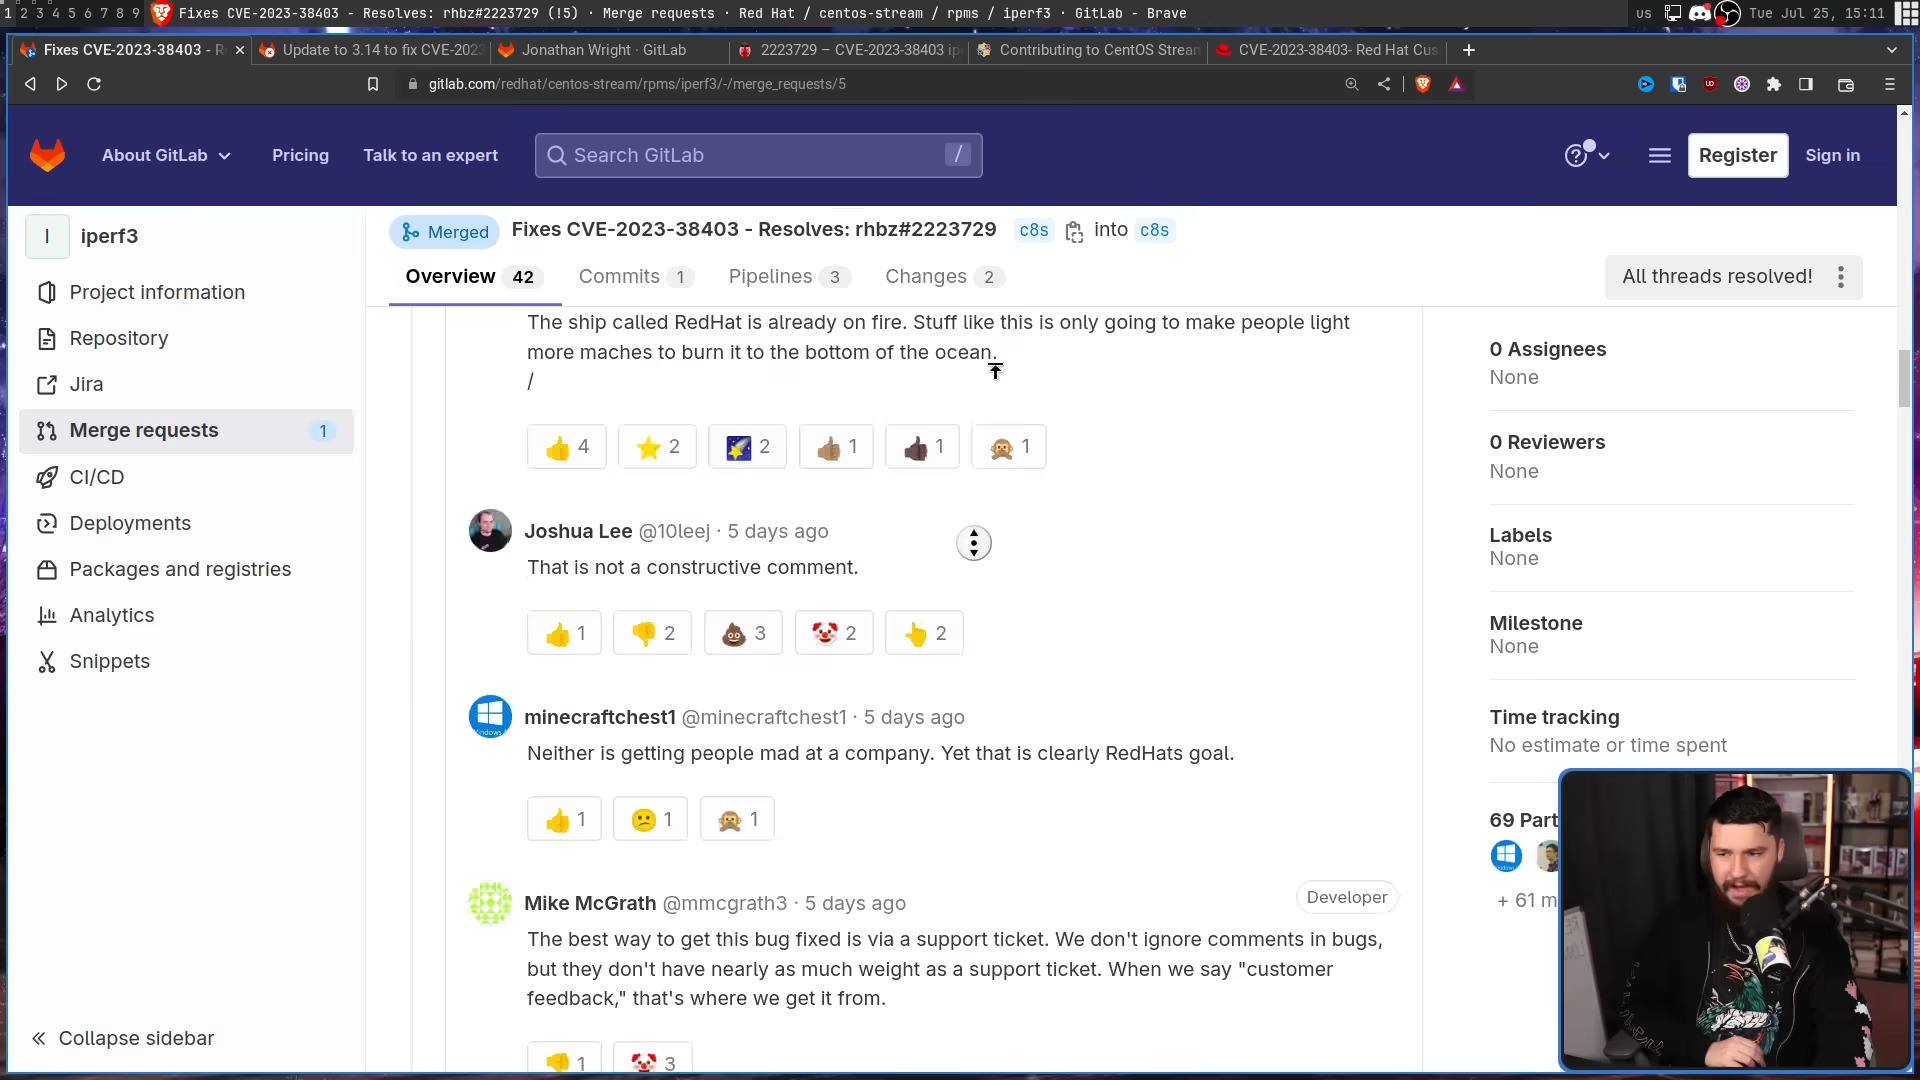 1 2 3 4 5 6 7 8 9 Fixes CVE-2023-38403 - Resolves: rhbz#2223729 (!5) · Merge requests · Red Hat / centos-stream / rpms / iperf3 · GitLab - Brave us Tue Jul 25, 15:11
Fixes CVE-2023-38403 - R Update to 3.14 to fix CVE-202 Jonathan Wright · GitLab 2223729 – CVE-2023-38403 ip Contributing to CentOS Strea CVE-2023-38403- Red Hat Cus
gitlab.com/redhat/centos-stream/rpms/iperf3/-/merge_requests/5
About GitLab Pricing Talk to an expert Search GitLab / Register Sign in
I iperf3
Project information
Repository
Jira
Merge requests 1
CI/CD
Deployments
Packages and registries
Analytics
Snippets
Collapse sidebar
Merged Fixes CVE-2023-38403 - Resolves: rhbz#2223729 c8s into c8s
Overview 42 Commits 1 Pipelines 3 Changes 2 All threads resolved!
The ship called RedHat is already on fire. Stuff like this is only going to make people light
more maches to burn it to the bottom of the ocean.
/
4 2 2 1 1 1
Joshua Lee @10leej · 5 days ago
That is not a constructive comment.
1 2 3 2 2
minecraftchest1 @minecraftchest1 · 5 days ago
Neither is getting people mad at a company. Yet that is clearly RedHats goal.
1 1 1
Mike McGrath @mmcgrath3 · 5 days ago Developer
The best way to get this bug fixed is via a support ticket. We don't ignore comments in bugs,
but they don't have nearly as much weight as a support ticket. When we say "customer
feedback," that's where we get it from.
1 3
0 Assignees
None
0 Reviewers
None
Labels
None
Milestone
None
Time tracking
No estimate or time spent
69 Part
+ 61 m